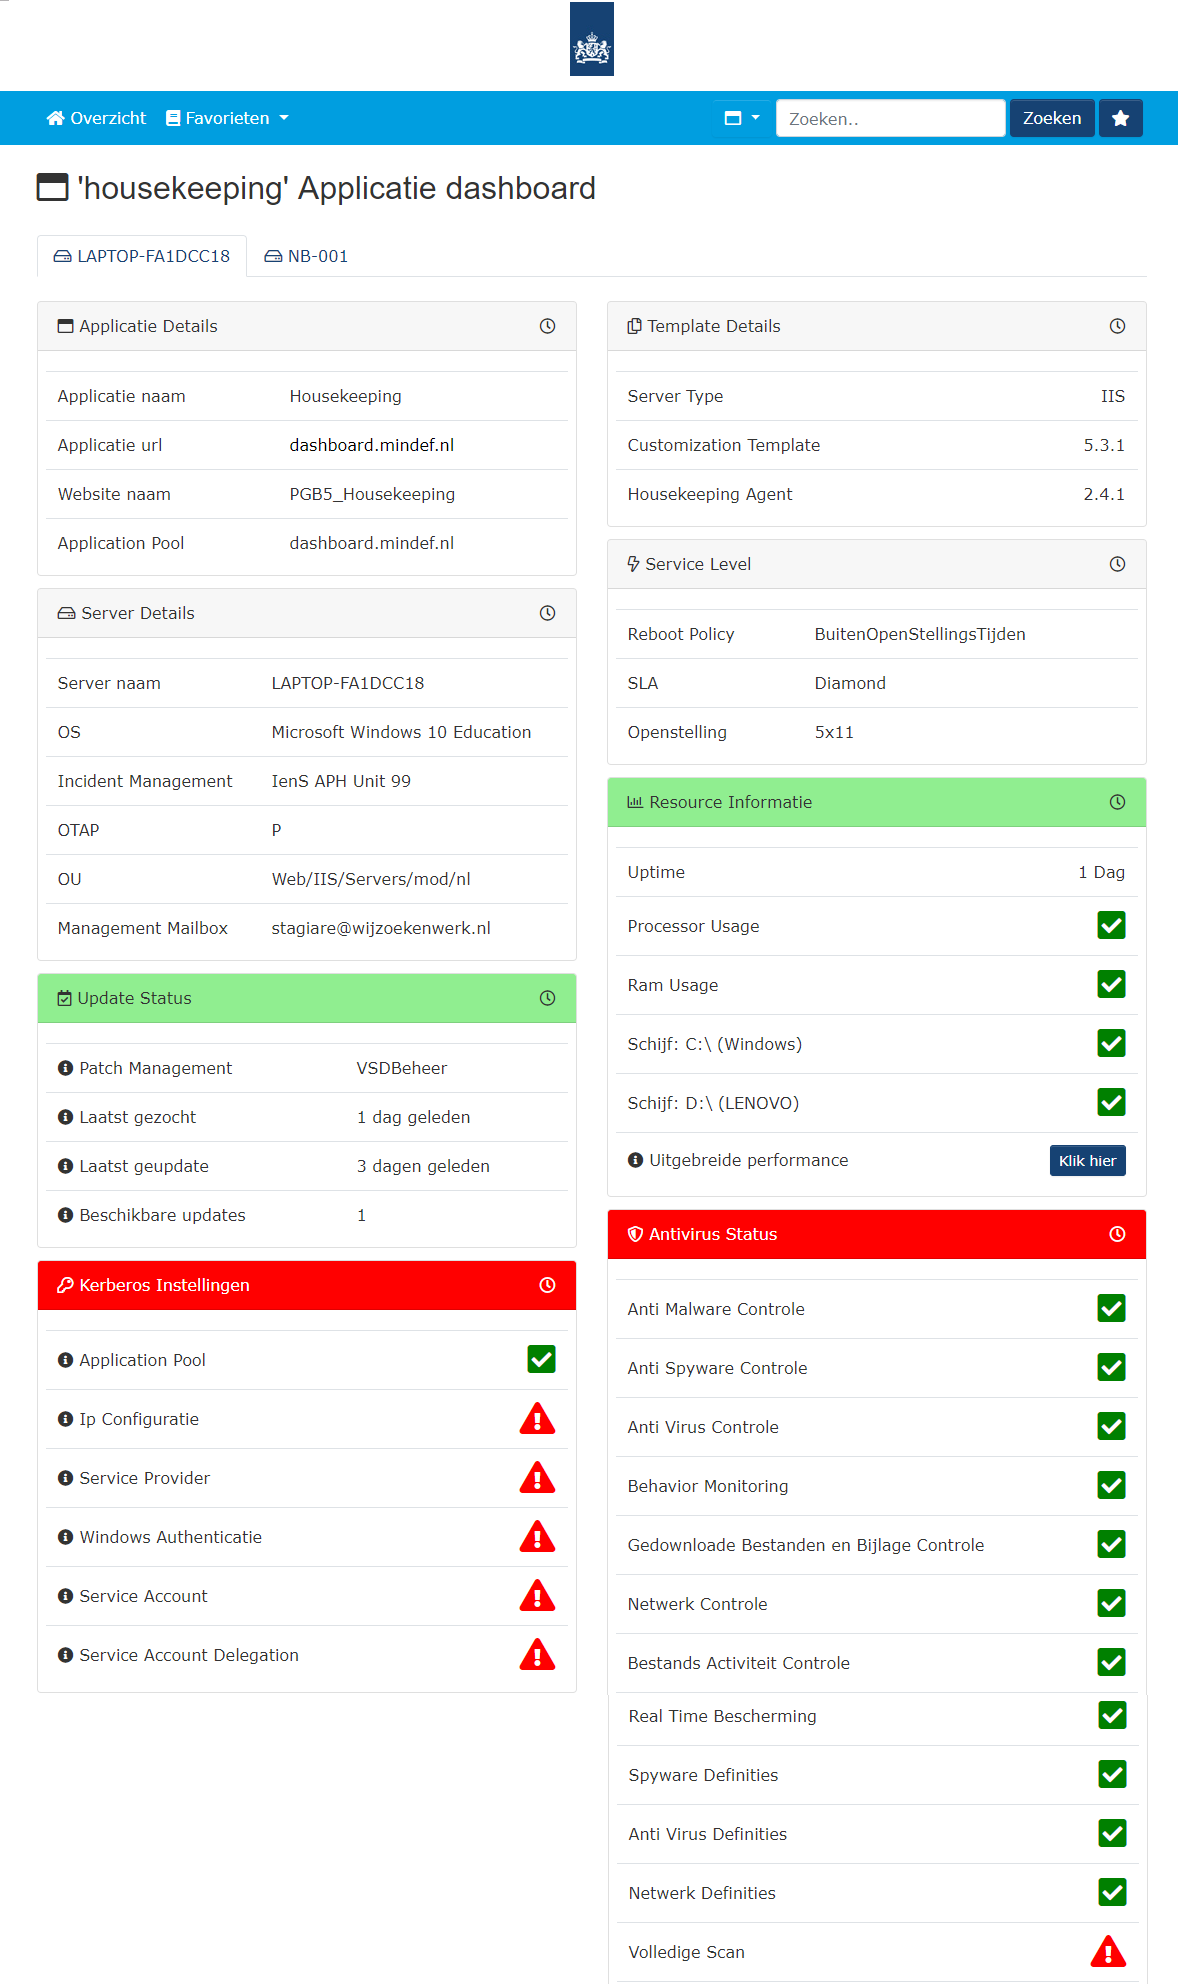 Overzicht Favorieten Zoeken.. Zoeken
'housekeeping' Applicatie dashboard
LAPTOP-FA1DCC18 NB-001
Applicatie Details
Applicatie naam Housekeeping
Applicatie url dashboard.mindef.nl
Website naam PGB5_Housekeeping
Application Pool dashboard.mindef.nl
Server Details
Server naam LAPTOP-FA1DCC18
OS Microsoft Windows 10 Education
Incident Management IenS APH Unit 99
OTAP P
OU Web/IIS/Servers/mod/nl
Management Mailbox stagiare@wijzoekenwerk.nl
Update Status
Patch Management VSDBeheer
Laatst gezocht 1 dag geleden
Laatst geupdate 3 dagen geleden
Beschikbare updates 1
Kerberos Instellingen
Application Pool
Ip Configuratie
Service Provider
Windows Authenticatie
Service Account
Service Account Delegation
Template Details
Server Type IIS
Customization Template 5.3.1
Housekeeping Agent 2.4.1
Service Level
Reboot Policy BuitenOpenStellingsTijden
SLA Diamond
Openstelling 5x11
Resource Informatie
Uptime 1 Dag
Processor Usage
Ram Usage
Schijf: C:\ (Windows)
Schijf: D:\ (LENOVO)
Uitgebreide performance Klik hier
Antivirus Status
Anti Malware Controle
Anti Spyware Controle
Anti Virus Controle
Behavior Monitoring
Gedownloade Bestanden en Bijlage Controle
Netwerk Controle
Bestands Activiteit Controle
Real Time Bescherming
Spyware Definities
Anti Virus Definities
Netwerk Definities
Volledige Scan